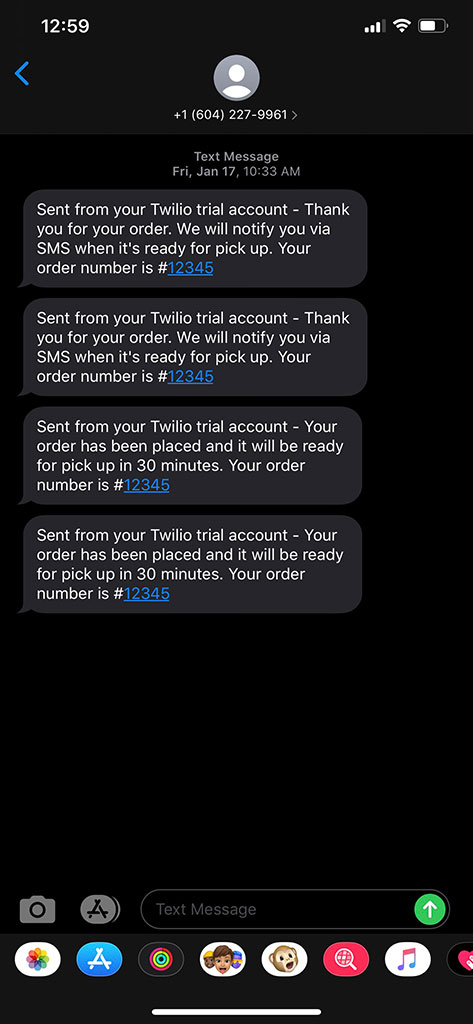 12:59
+1 (604) 227-9961 >
Text Message
Fri, Jan 17, 10:33 AM
Sent from your Twilio trial account - Thank
you for your order. We will notify you via
SMS when it's ready for pick up. Your
order number is #12345
Sent from your Twilio trial account - Thank
you for your order. We will notify you via
SMS when it's ready for pick up. Your
order number is #12345
Sent from your Twilio trial account - Your
order has been placed and it will be ready
for pick up in 30 minutes. Your order
number is #12345
Sent from your Twilio trial account - Your
order has been placed and it will be ready
for pick up in 30 minutes. Your order
number is #12345
Text Message